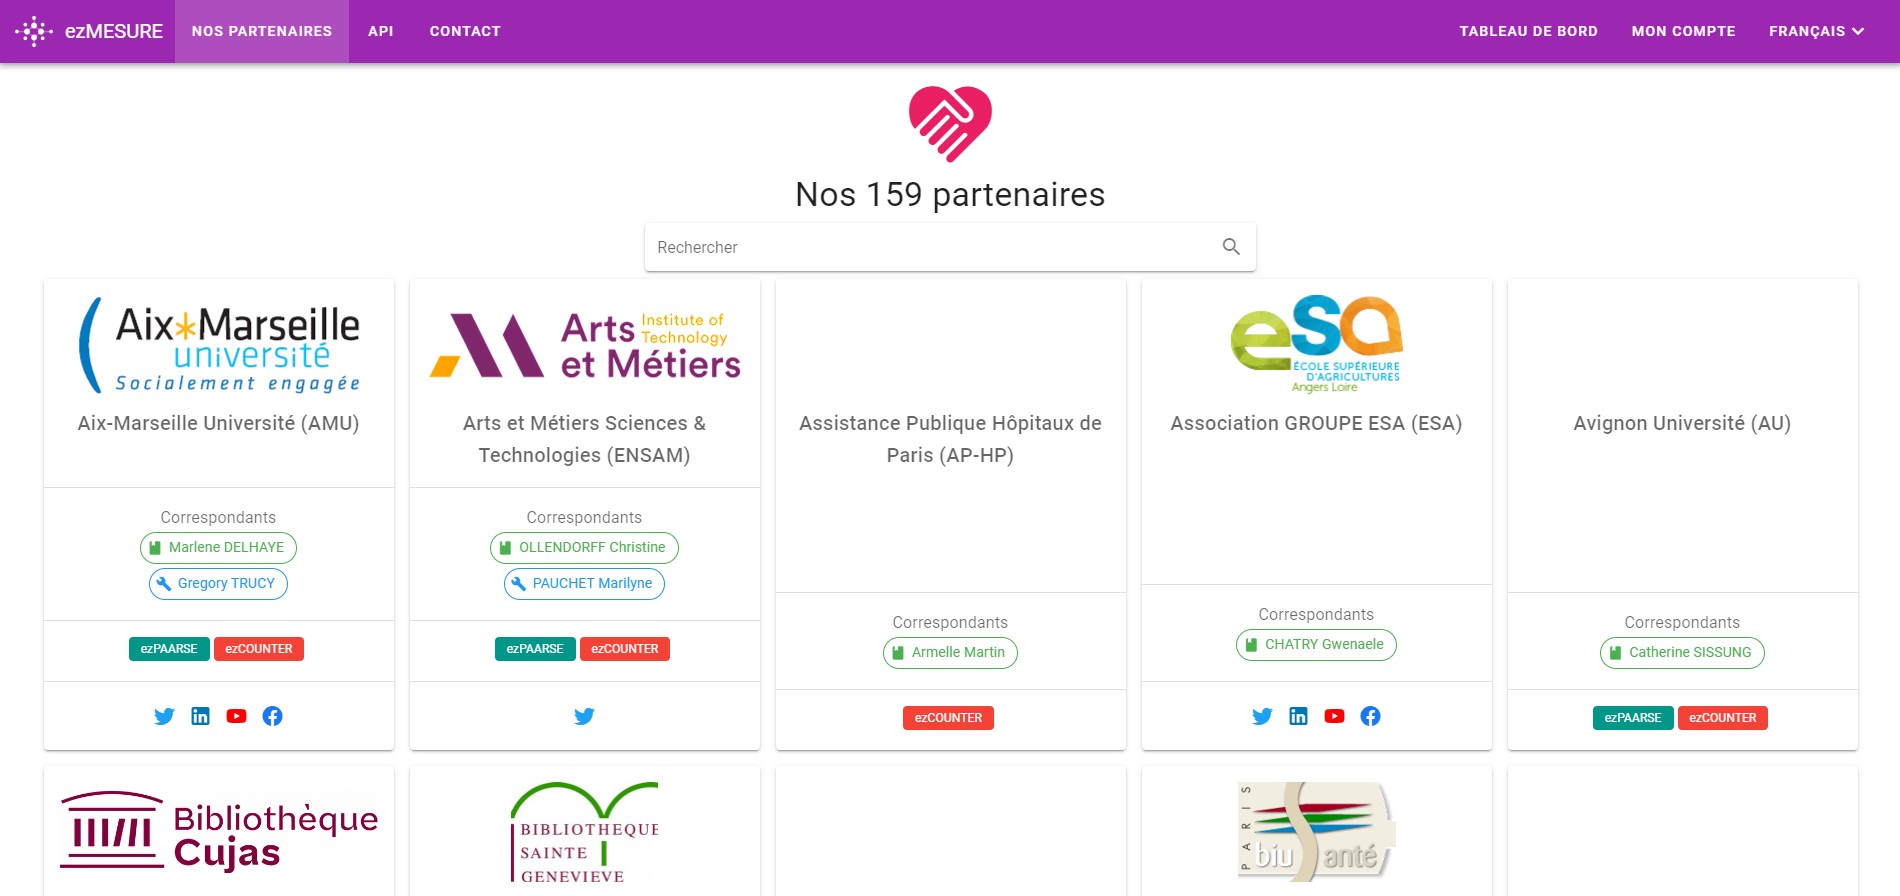 ezMESURE NOS PARTENAIRES API CONTACT TABLEAU DE BORD MON COMPTE FRANÇAIS
Nos 159 partenaires
Rechercher
Aix Marseille
université
Socialement engagée
Aix-Marseille Université (AMU)
Correspondants
Marlene DELHAYE
Gregory TRUCY
ezPAARSE ezCOUNTER
Arts
et Métiers
Institute of
Technology
Arts et Métiers Sciences &
Technologies (ENSAM)
Correspondants
OLLENDORFF Christine
PAUCHET Marilyne
ezPAARSE ezCOUNTER
Assistance Publique Hôpitaux de
Paris (AP-HP)
Correspondants
Armelle Martin
ezCOUNTER
esa
ÉCOLE SUPÉRIEURE
D'AGRICULTURES
Angers Loire
Association GROUPE ESA (ESA)
Correspondants
CHATRY Gwenaele
Avignon Université (AU)
Correspondants
Catherine SISSUNG
ezPAARSE ezCOUNTER
Bibliothèque
Cujas
BIBLIOTHEQUE
SAINTE
GENEVIEVE
PARIS
biu Santé